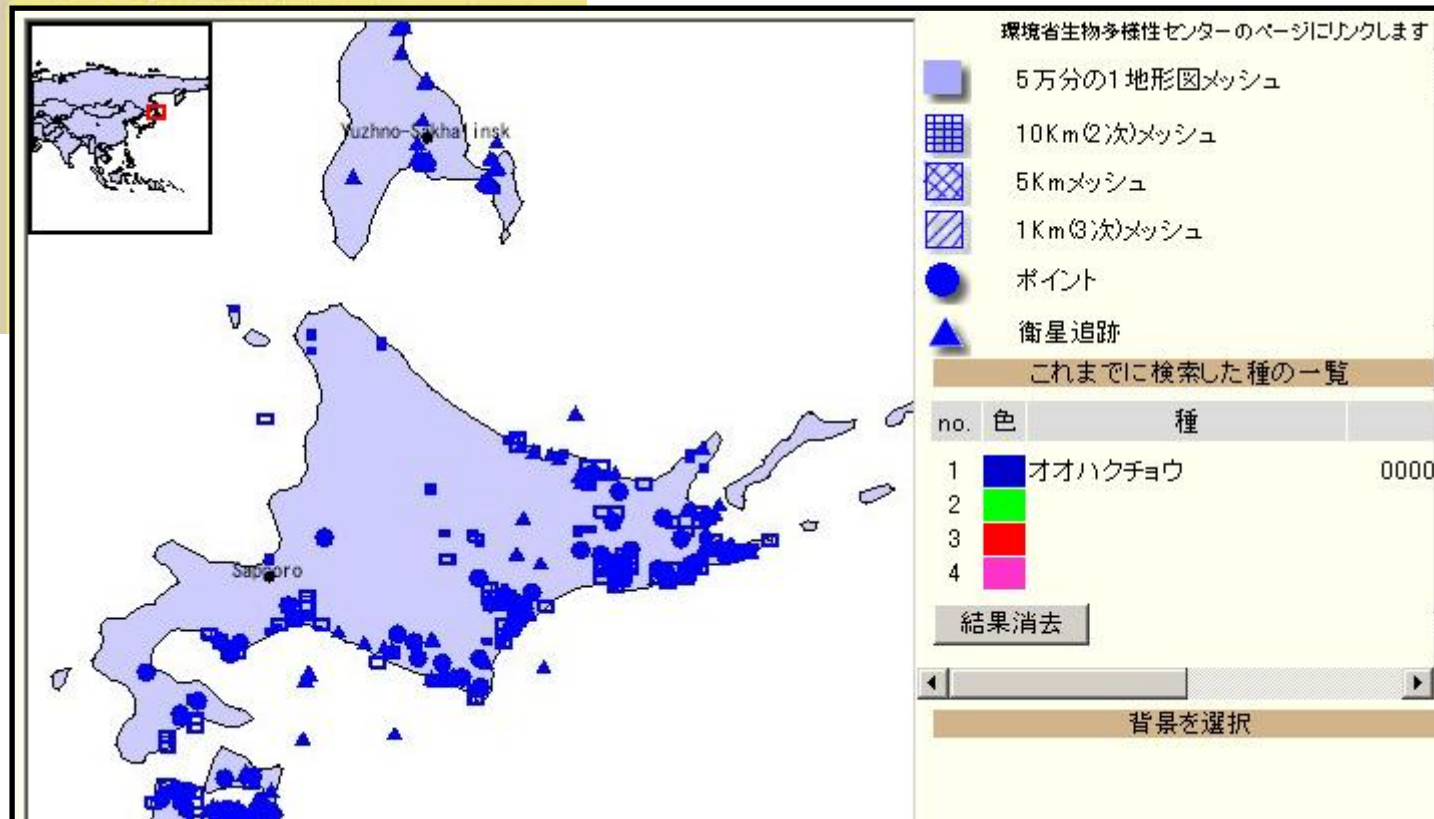 Yuzhno-Sakhalinsk
Sapporo
環境省生物多様性センターのページにリンクします
5万分の1地形図メッシュ
10Km(2次)メッシュ
5Kmメッシュ
1Km(3次)メッシュ
ポイント
衛星追跡
これまでに検索した種の一覧
no. 色 種
1 オオハクチョウ 0000
2
3
4
結果消去
背景を選択